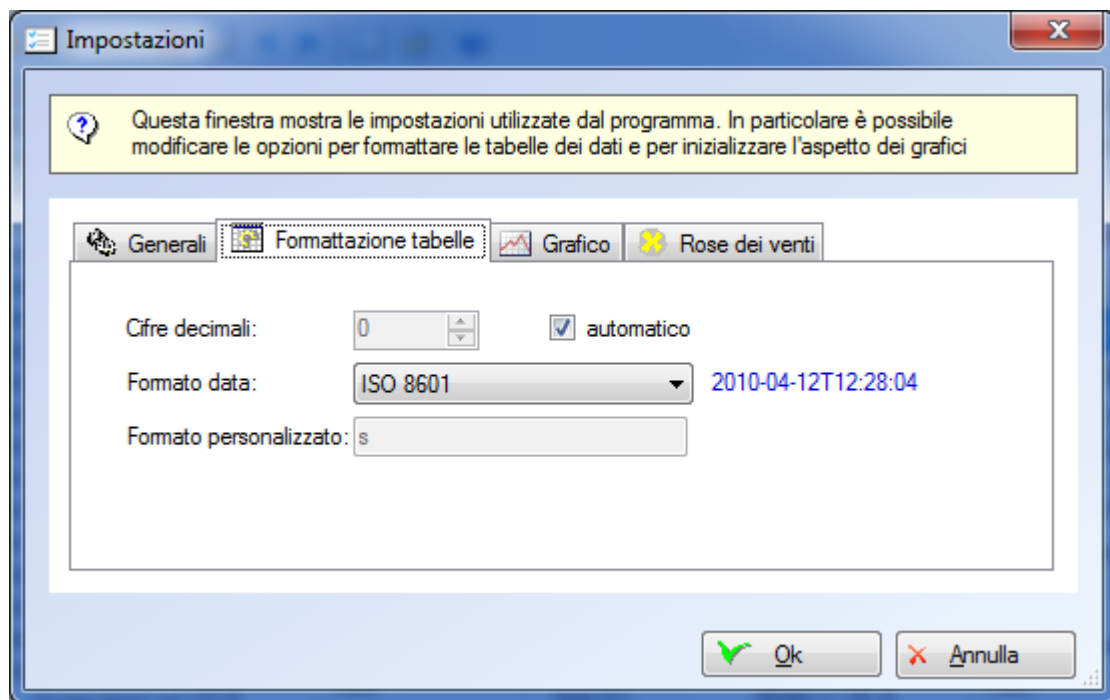 Impostazioni
Questa finestra mostra le impostazioni utilizzate dal programma. In particolare è possibile
modificare le opzioni per formattare le tabelle dei dati e per inizializzare l'aspetto dei grafici
Generali Formattazione tabelle Grafico Rose dei venti
Cifre decimali: 0 automatico
Formato data: ISO 8601 2010-04-12T12:28:04
Formato personalizzato: s
Ok Annulla